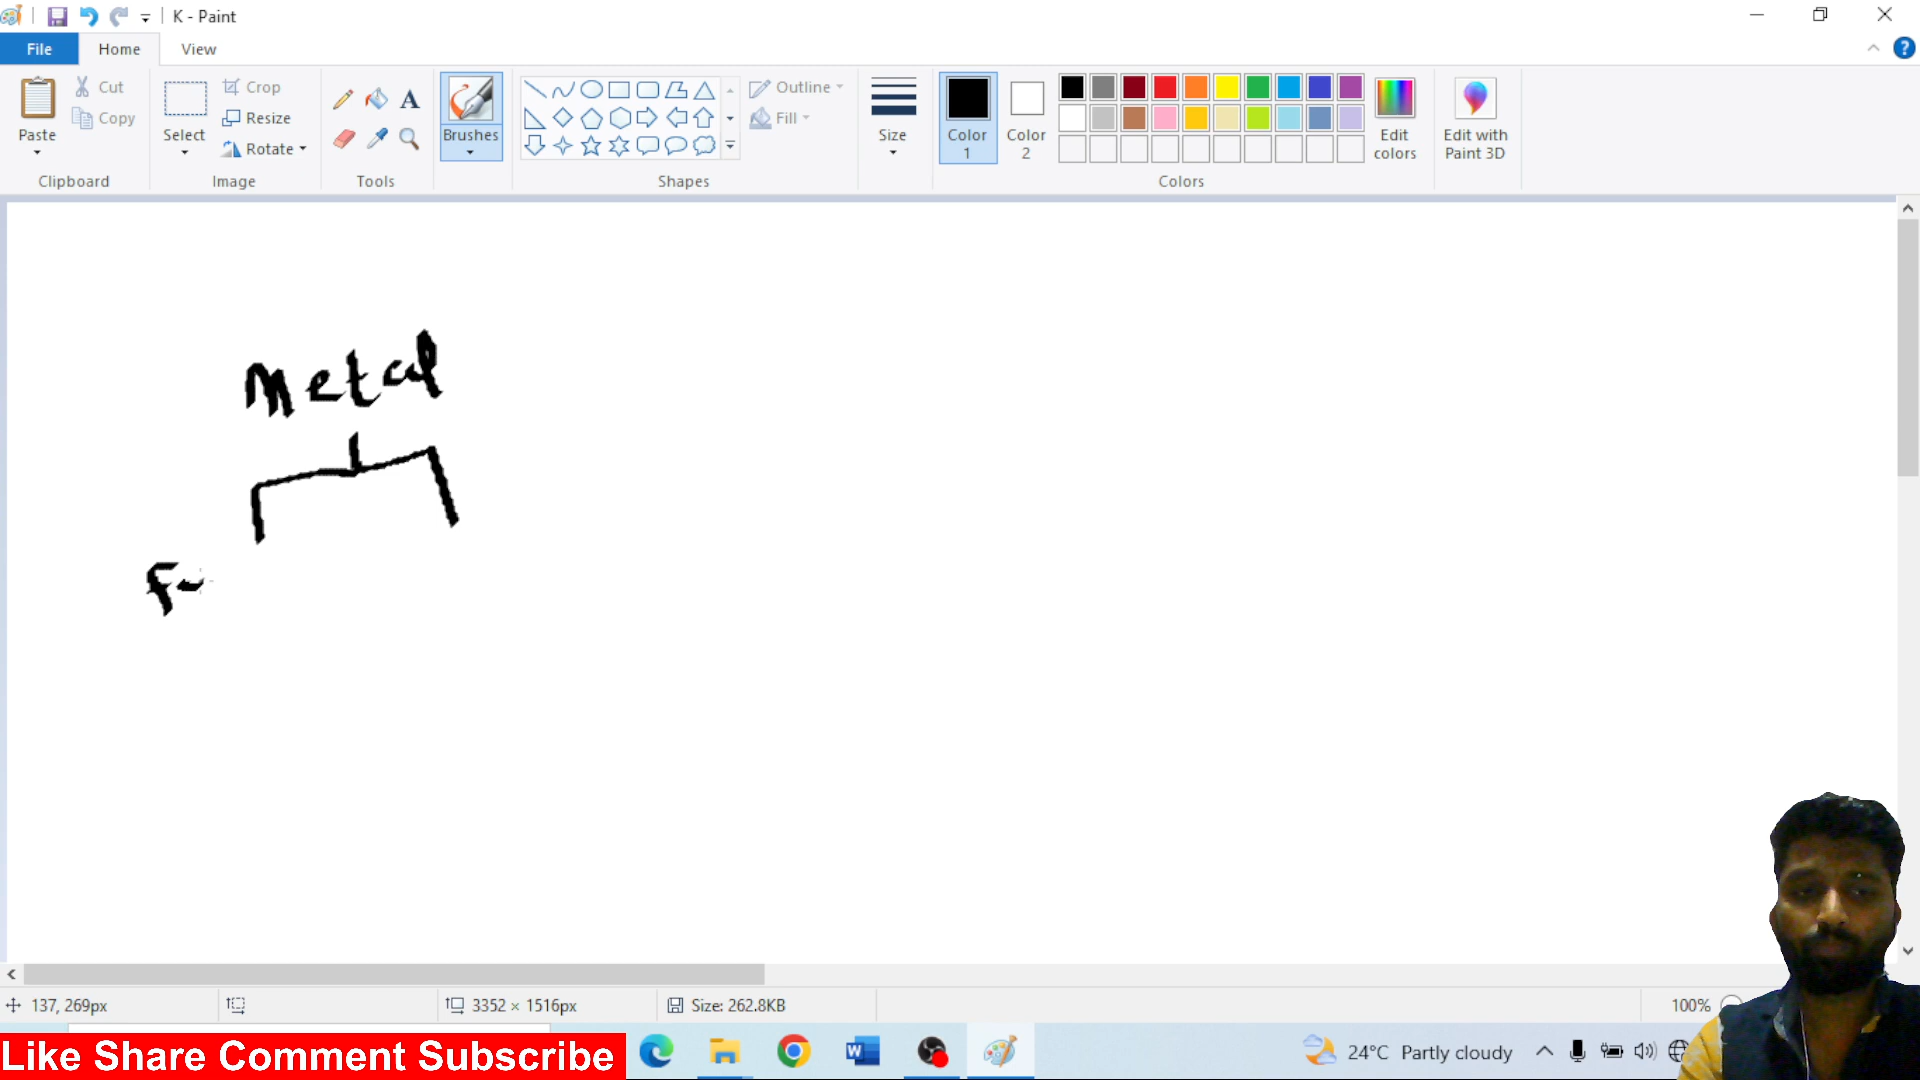 K - Paint
File Home View
Paste
Cut
Copy
Clipboard
Select
Crop
Resize
Rotate
Image
A
Tools
Brushes
Outline
Fill
Shapes
Size
Color 1
Color 2
Edit colors
Colors
Edit with Paint 3D
Metal
137, 269px
3352 × 1516px
Size: 262.8KB
100%
Like Share Comment Subscribe
24°C Partly cloudy